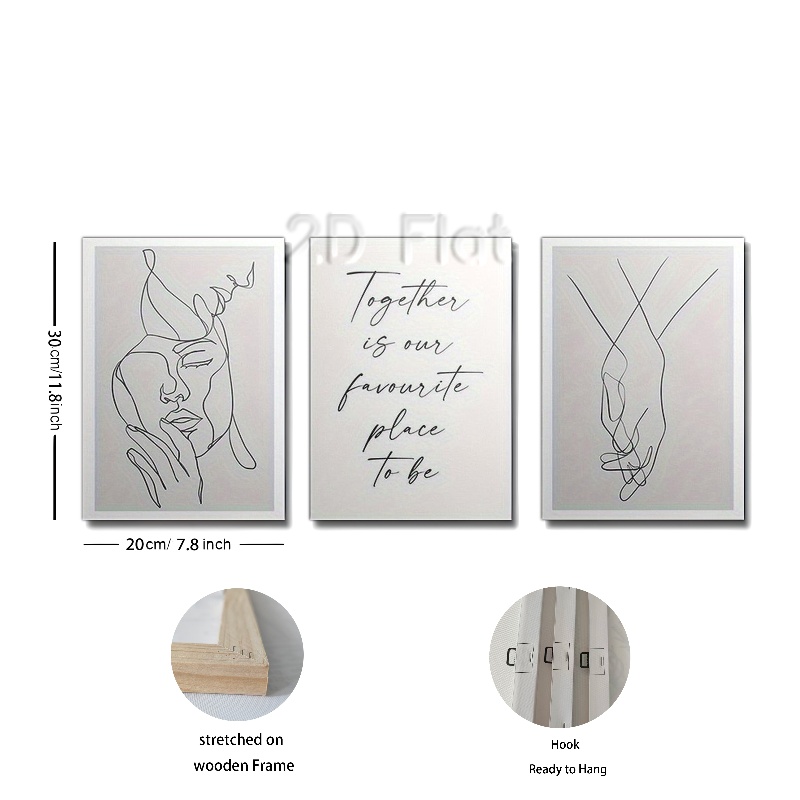 2D Flat
Together
is our
favourite
place
to be
30cm/11.8inch
20cm/ 7.8 inch
stretched on
wooden Frame
Hook
Ready to Hang